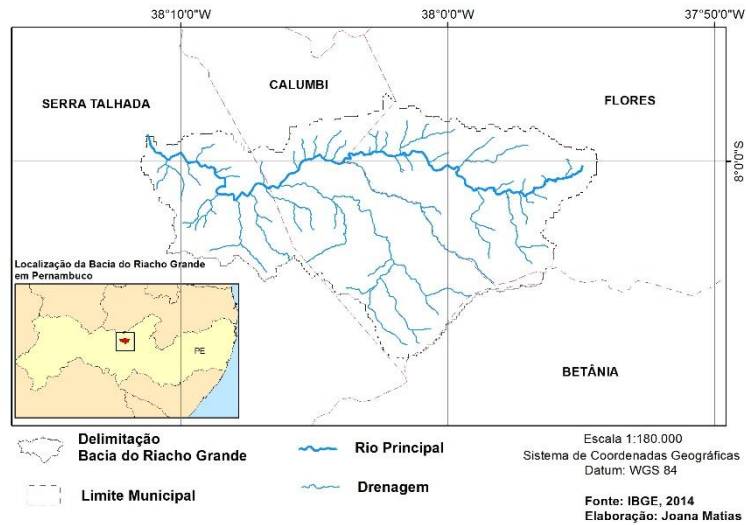 38°10'0"W
38°0'0"W
37°50'0"W
CALUMBI
SERRA TALHADA
FLORES
8°0'0"S
Localização da Bacia do Riacho Grande
em Pernambuco
PE
BETÂNIA
Delimitação
Bacia do Riacho Grande
Rio Principal
Limite Municipal
Drenagem
Escala 1:180.000
Sistema de Coordenadas Geográficas
Datum: WGS 84
Fonte: IBGE, 2014
Elaboração: Joana Matias